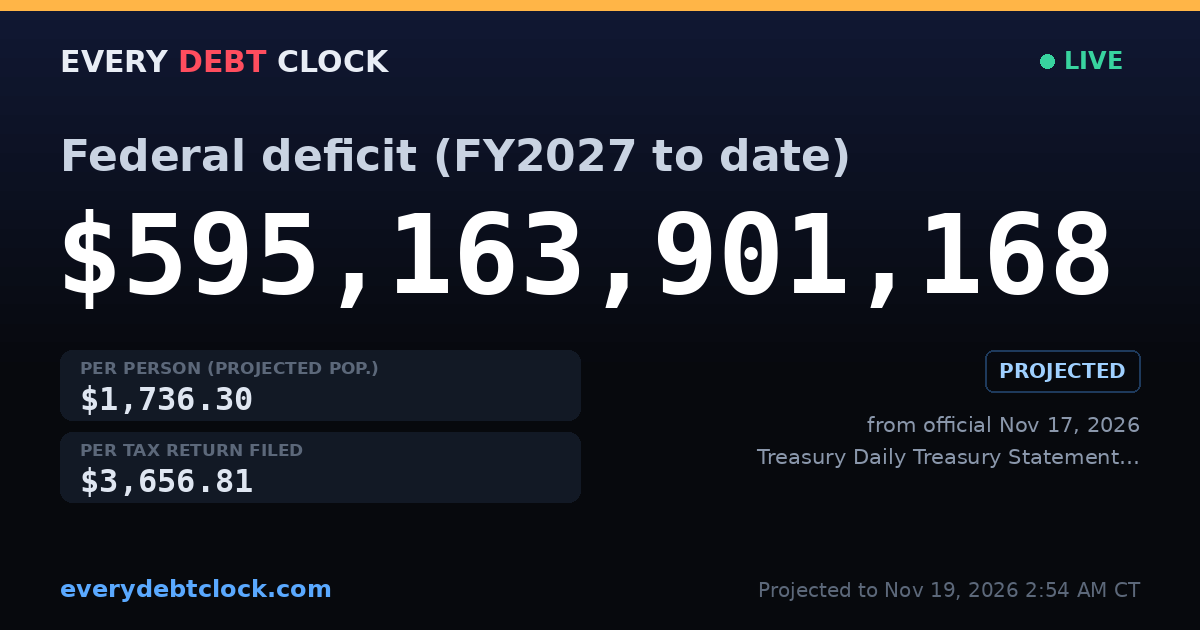 EVERY DEBT CLOCK
LIVE
Federal deficit (FY2027 to date)
$595,163,901,168
PER PERSON (PROJECTED POP.)
$1,736.30
PER TAX RETURN FILED
$3,656.81
PROJECTED
from official Nov 17, 2026
Treasury Daily Treasury Statement…
everydebtclock.com
Projected to Nov 19, 2026 2:54 AM CT